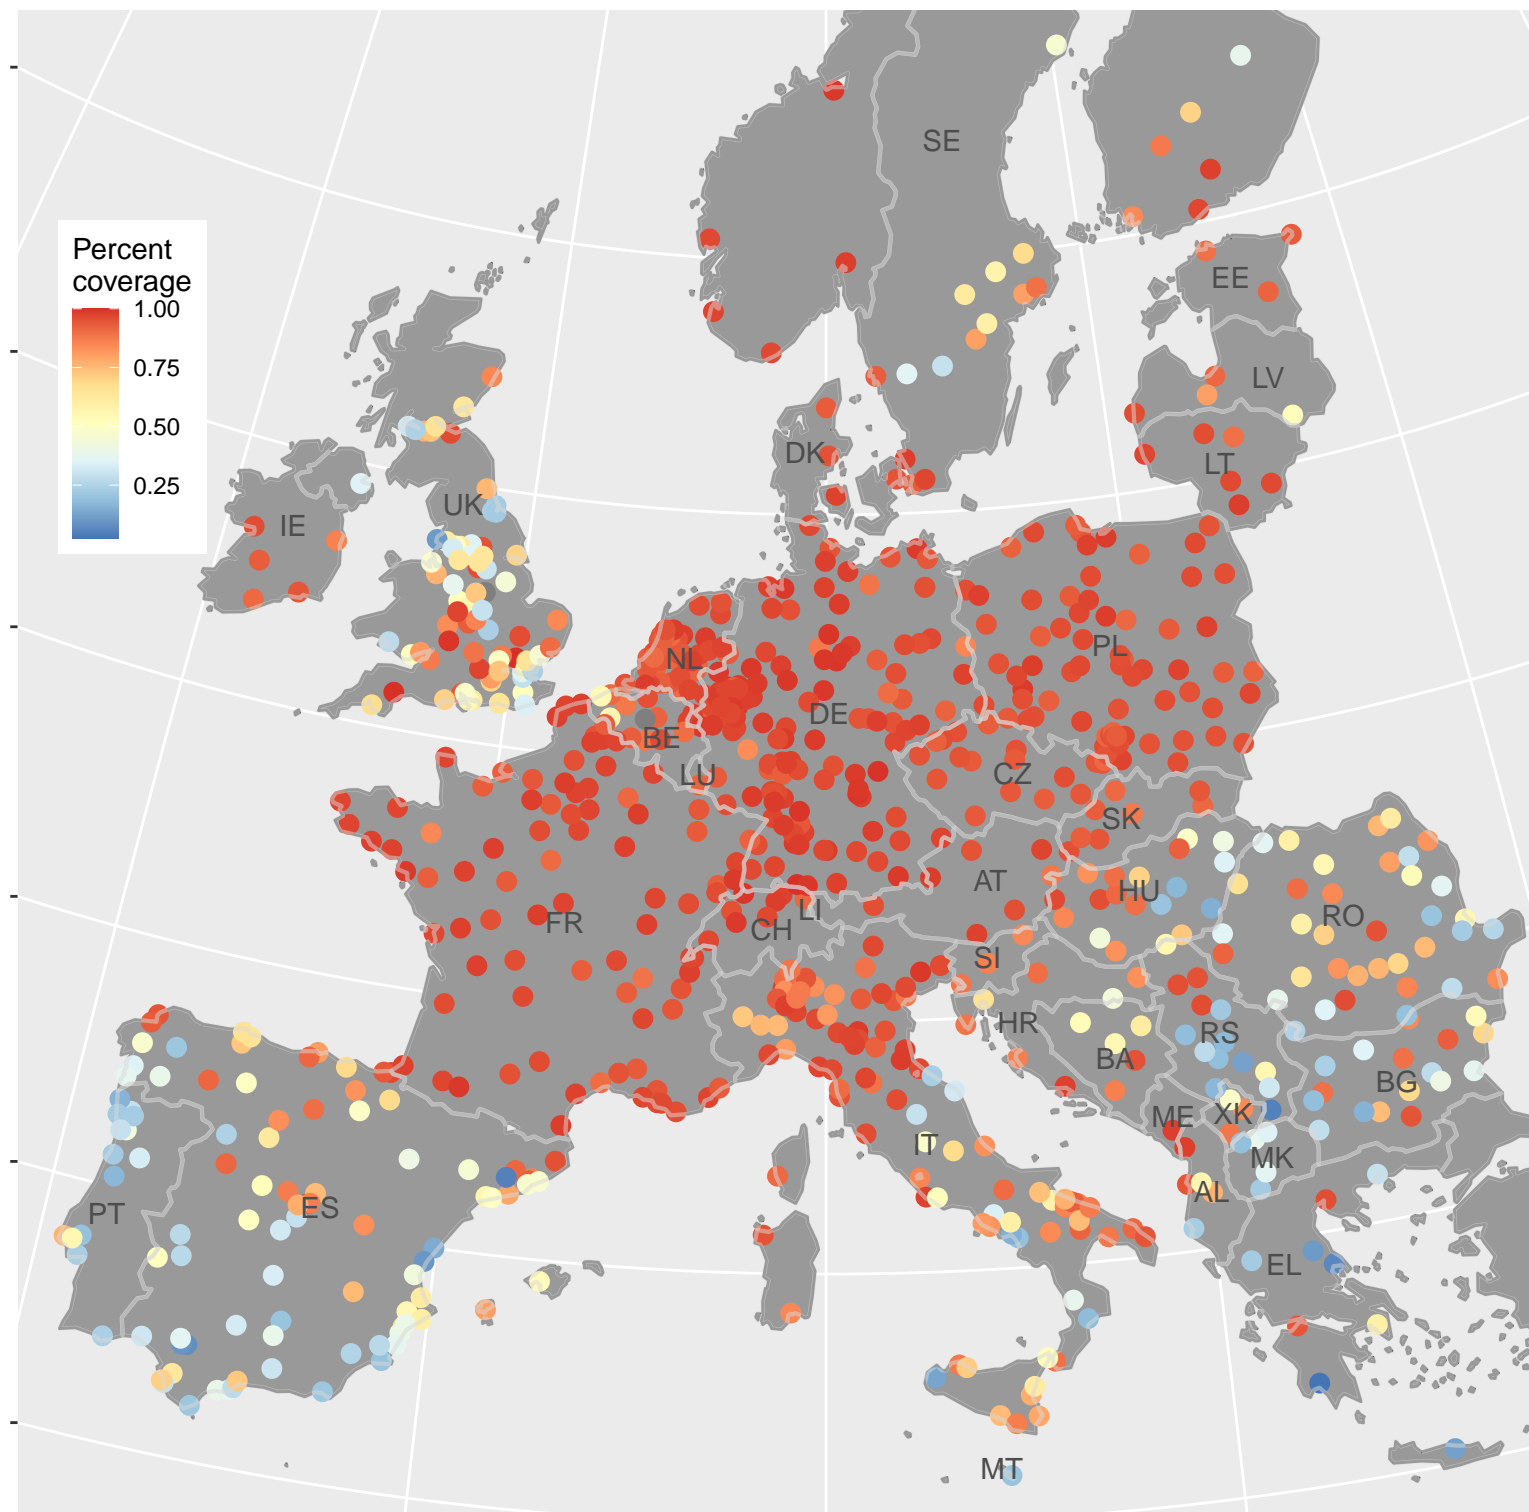 SE
Percent
coverage
1.00
0.75
0.50
0.25
EE
LV
DK
LT
UK
IE
PL
NL
DE
BE
LU
CZ
SK
AT
HU
LI
RO
FR
CH
SI
HR
RS
BA
BG
ME
XK
IT
MK
AL
PT
ES
EL
MT